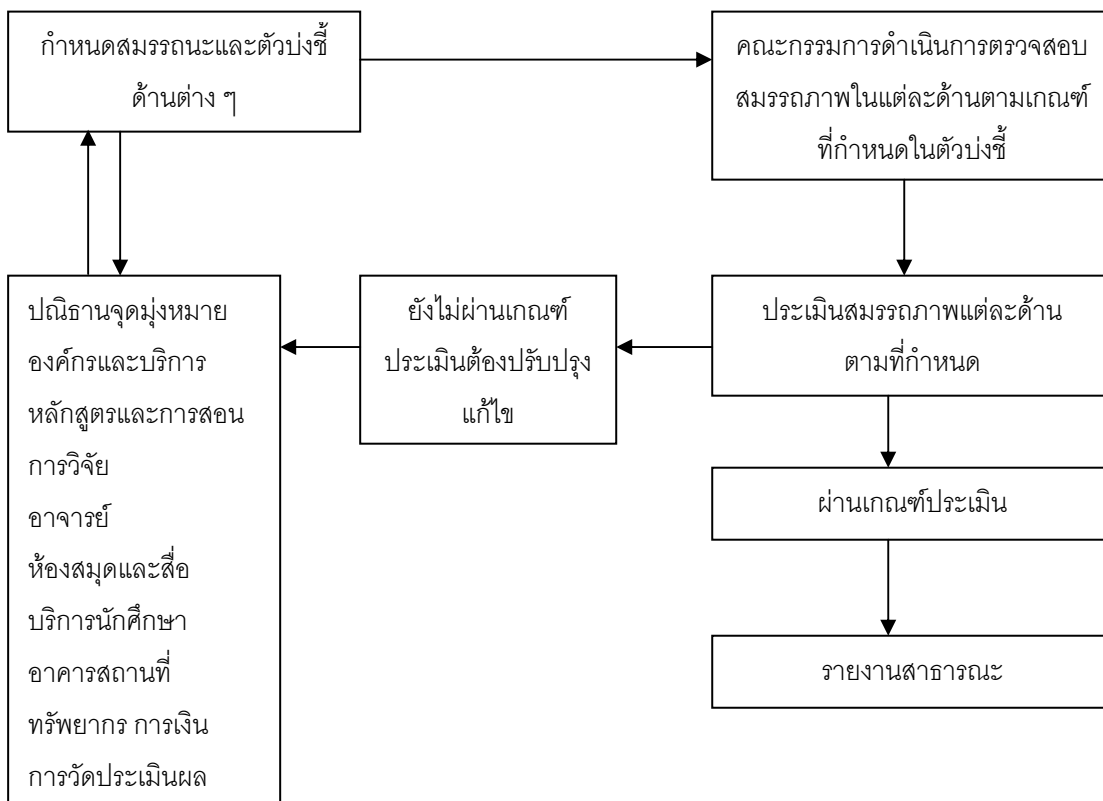 กำหนดสมรรถนะและตัวบ่งชี้
ด้านต่าง ๆ
คณะกรรมการดำเนินการตรวจสอบ
สมรรถภาพในแต่ละด้านตามเกณฑ์
ที่กำหนดในตัวบ่งชี้
ปณิธานจุดมุ่งหมาย
องค์กรและบริการ
หลักสูตรและการสอน
การวิจัย
อาจารย์
ห้องสมุดและสื่อ
บริการนักศึกษา
อาคารสถานที่
ทรัพยากร การเงิน
การวัดประเมินผล
ยังไม่ผ่านเกณฑ์
ประเมินต้องปรับปรุง
แก้ไข
ประเมินสมรรถภาพแต่ละด้าน
ตามที่กำหนด
ผ่านเกณฑ์ประเมิน
รายงานสาธารณะ